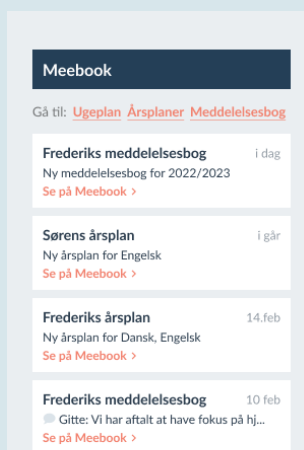 Meebook
Gå til: Ugeplan Årsplaner Meddelelsesbog
Frederiks meddelelsesbog i dag
Ny meddelelsesbog for 2022/2023
Se på Meebook >
Sørens årsplan i går
Ny årsplan for Engelsk
Se på Meebook >
Frederiks årsplan 14.feb
Ny årsplan for Dansk, Engelsk
Se på Meebook >
Frederiks meddelelsesbog 10 feb
Gitte: Vi har aftalt at have fokus på hj...
Se på Meebook >